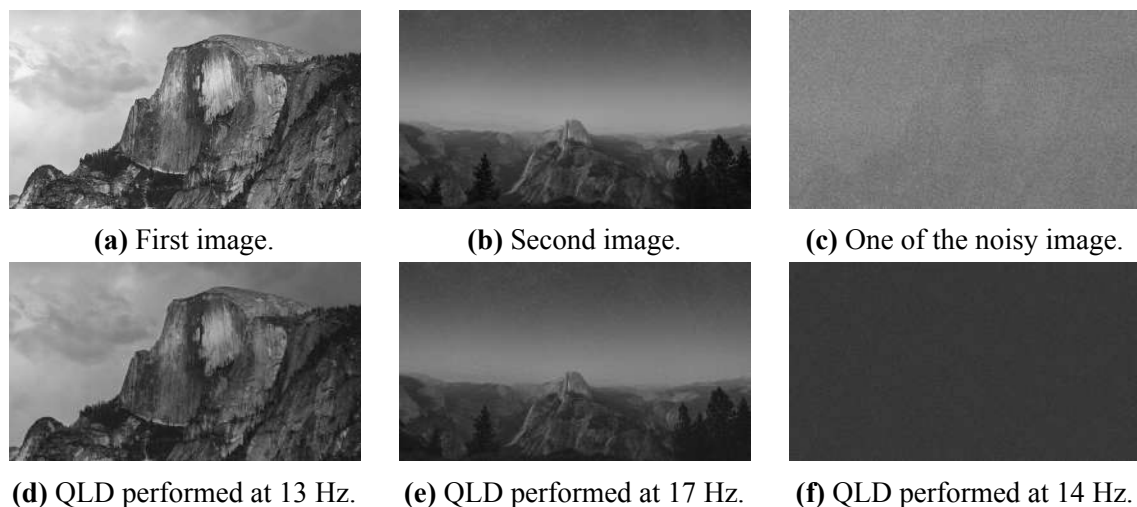 (a) First image.
(b) Second image.
(c) One of the noisy image.
(d) QLD performed at 13 Hz.
(e) QLD performed at 17 Hz.
(f) QLD performed at 14 Hz.